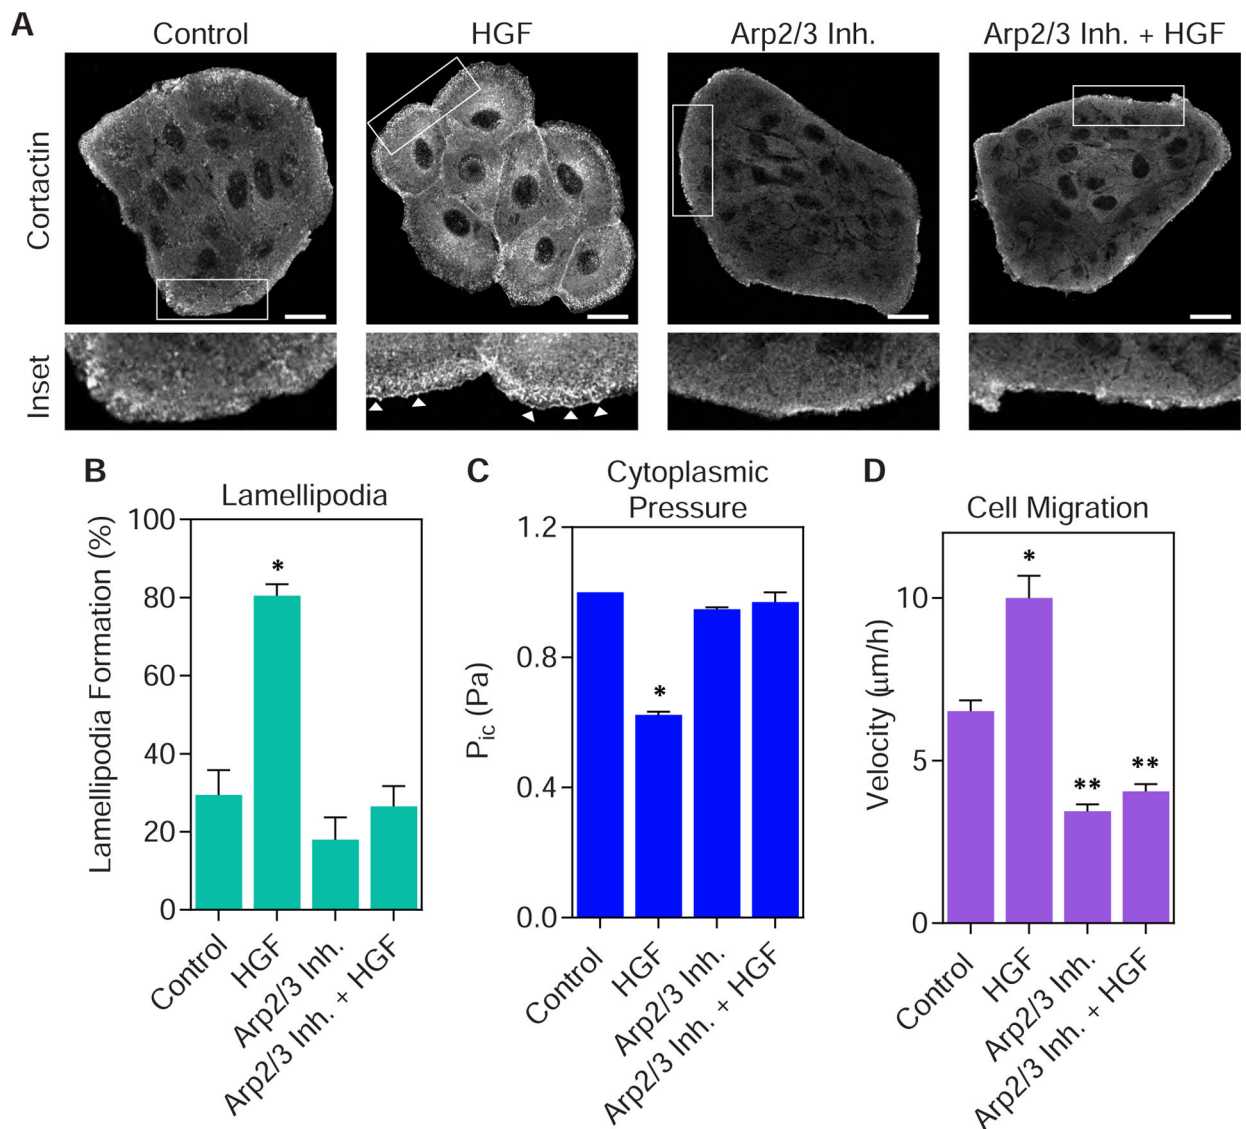 A
Control
HGF
Arp2/3 Inh.
Arp2/3 Inh. + HGF
Cortactin
Inset
B
Lamellipodia
Lamellipodia Formation (%)
100
80
60
40
20
0
*
Control
HGF
Arp2/3 Inh.
Arp2/3 Inh. + HGF
C
Cytoplasmic
Pressure
Pic (Pa)
1.2
0.8
0.4
0.0
*
Control
HGF
Arp2/3 Inh.
Arp2/3 Inh. + HGF
D
Cell Migration
Velocity (μm/h)
10
5
0
*
**
**
Control
HGF
Arp2/3 Inh.
Arp2/3 Inh. + HGF